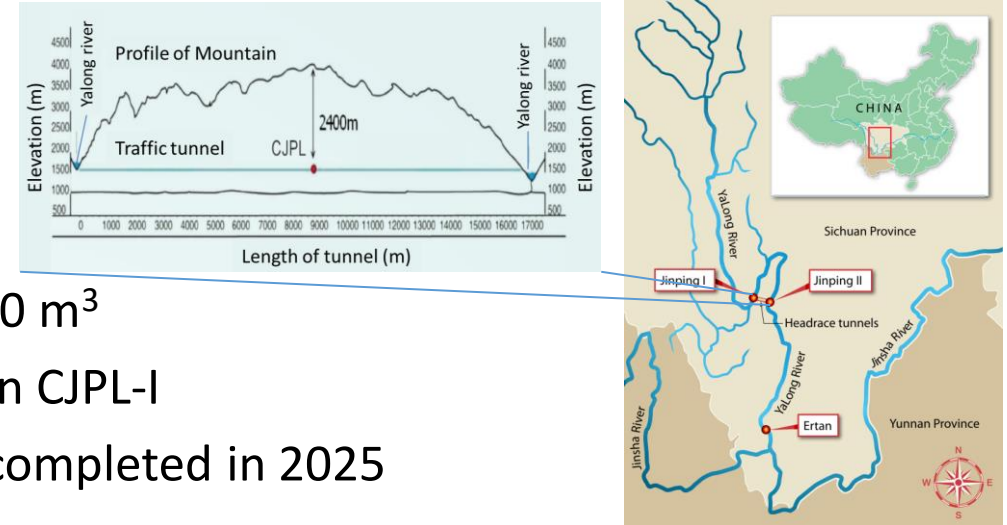 Profile of Mountain
Yalong river
Yalong river
4500
4000
3500
3000
2500
2000
1500
1000
500
Elevation (m)
4500
4000
3500
3000
2500
2000
1500
1000
500
Elevation (m)
2400m
Traffic tunnel
CJPL
0 1000 2000 3000 4000 5000 6000 7000 8000 9000 10000 11000 12000 13000 14000 15000 16000 17000
Length of tunnel (m)
0 m³
n CJPL-I
completed in 2025
CHINA
YaLong River
Sichuan Province
Jinping I
Jinping II
Headrace tunnels
Jinsha River
YaLong River
Ertan
Jinsha River
Yunnan Province
N
W E
S